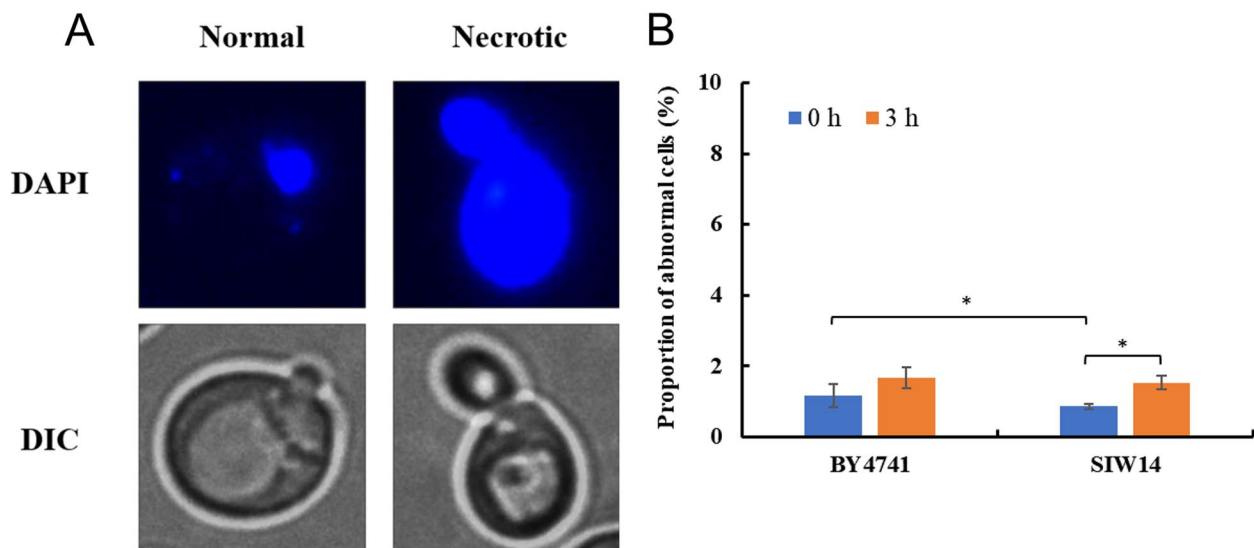 A
Normal
Necrotic
DAPI
DIC
B
Proportion of abnormal cells (%)
10
8
6
4
2
0
0 h
3 h
*
*
BY4741
SIW14